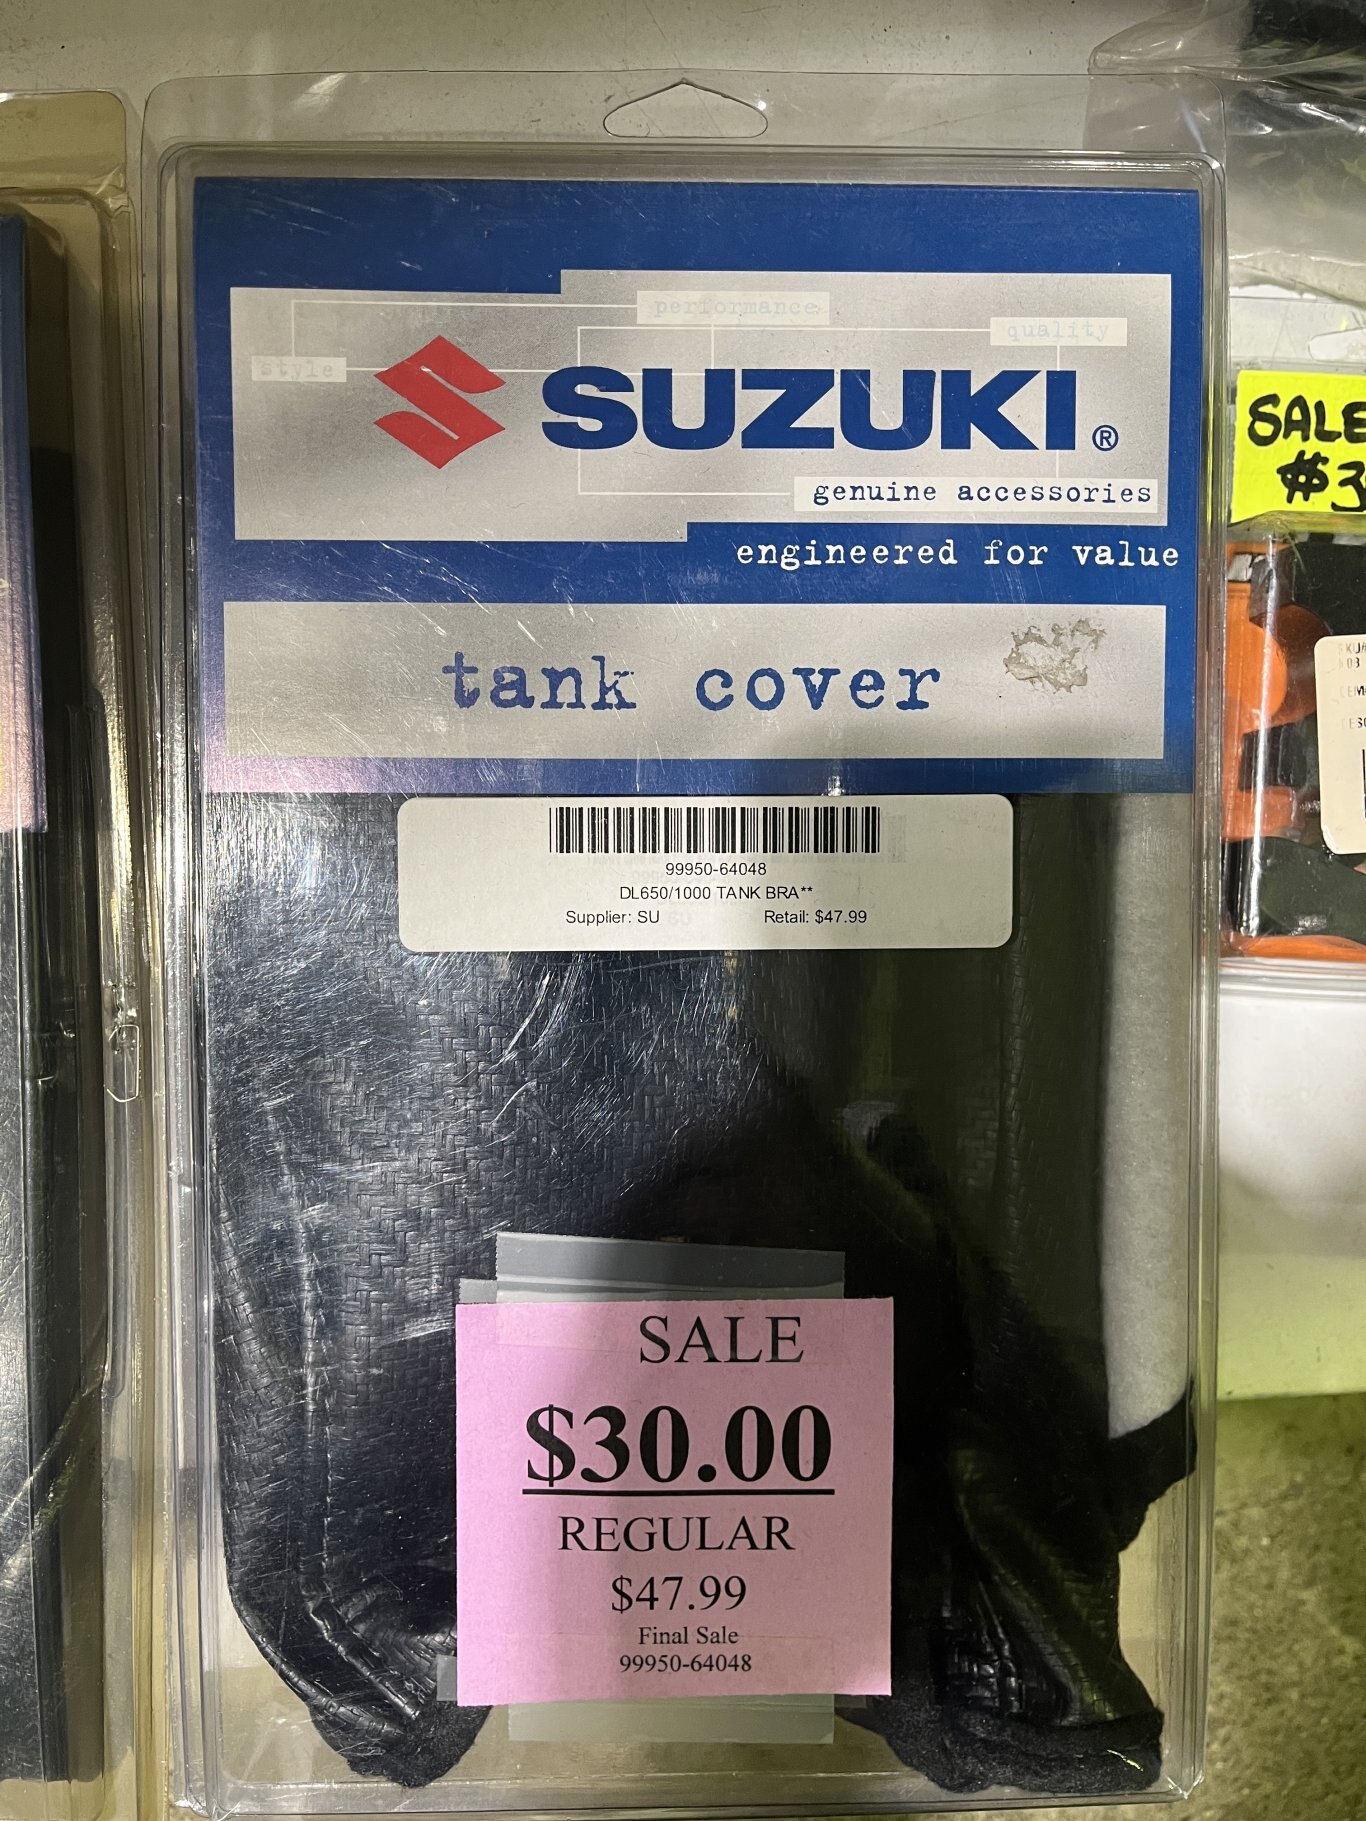 performance
quality
style
SUZUKI®
genuine accessories
engineered for value
tank cover
99950-64048
DL650/1000 TANK BRA**
Supplier: SU Retail: $47.99
SALE
$30.00
REGULAR
$47.99
Final Sale
99950-64048
SALE
$3